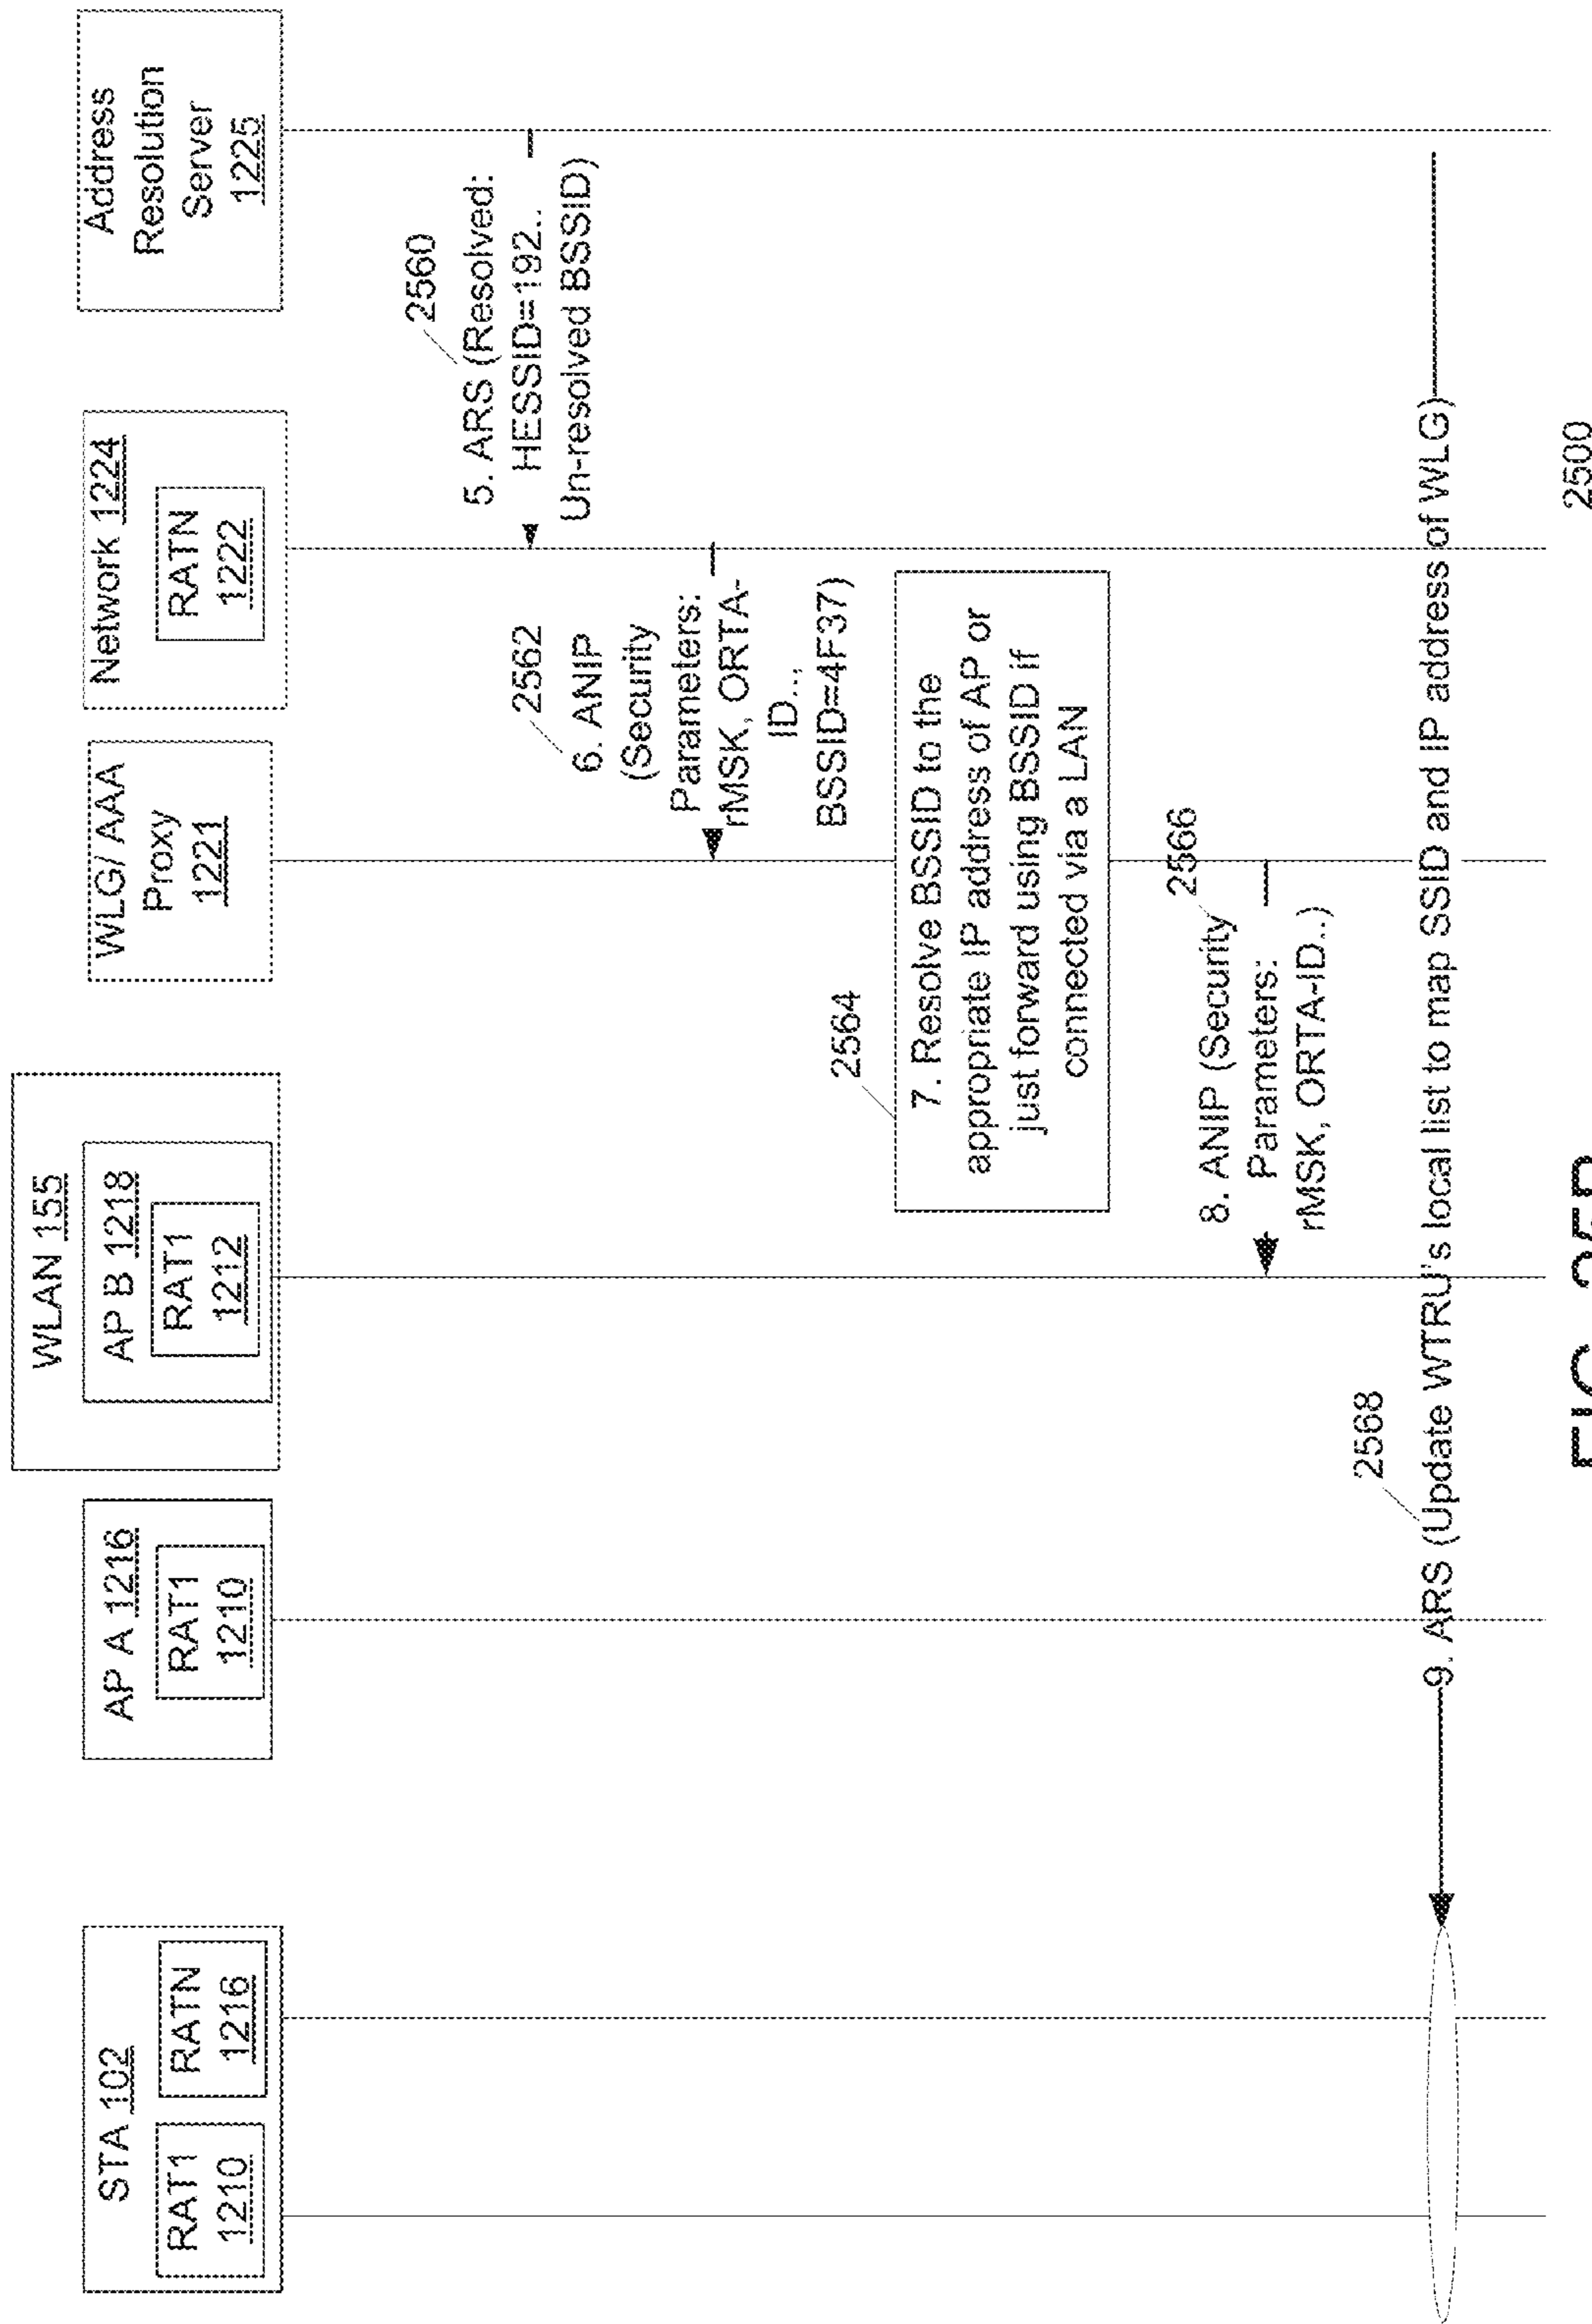 STA 102
RAT1
1210
RATN
1216
AP A 1216
RAT1
1210
WLAN 155
AP B 1218
RAT1
1212
WLG/ AAA
Proxy
1221
Network 1224
RATN
1222
Address
Resolution
Server
1225
2560
5. ARS (Resolved:
HESSID=192..
Un-resolved BSSID)
2562
6. ANIP
(Security
Parameters:
rMSK, ORTA-
ID..,
BSSID=4F37)
2564
7. Resolve BSSID to the
appropriate IP address of AP or
just forward using BSSID if
connected via a LAN
2566
8. ANIP (Security
Parameters:
rMSK, ORTA-ID..)
2568
9. ARS (Update WTRU's local list to map SSID and IP address of WLG)
2500